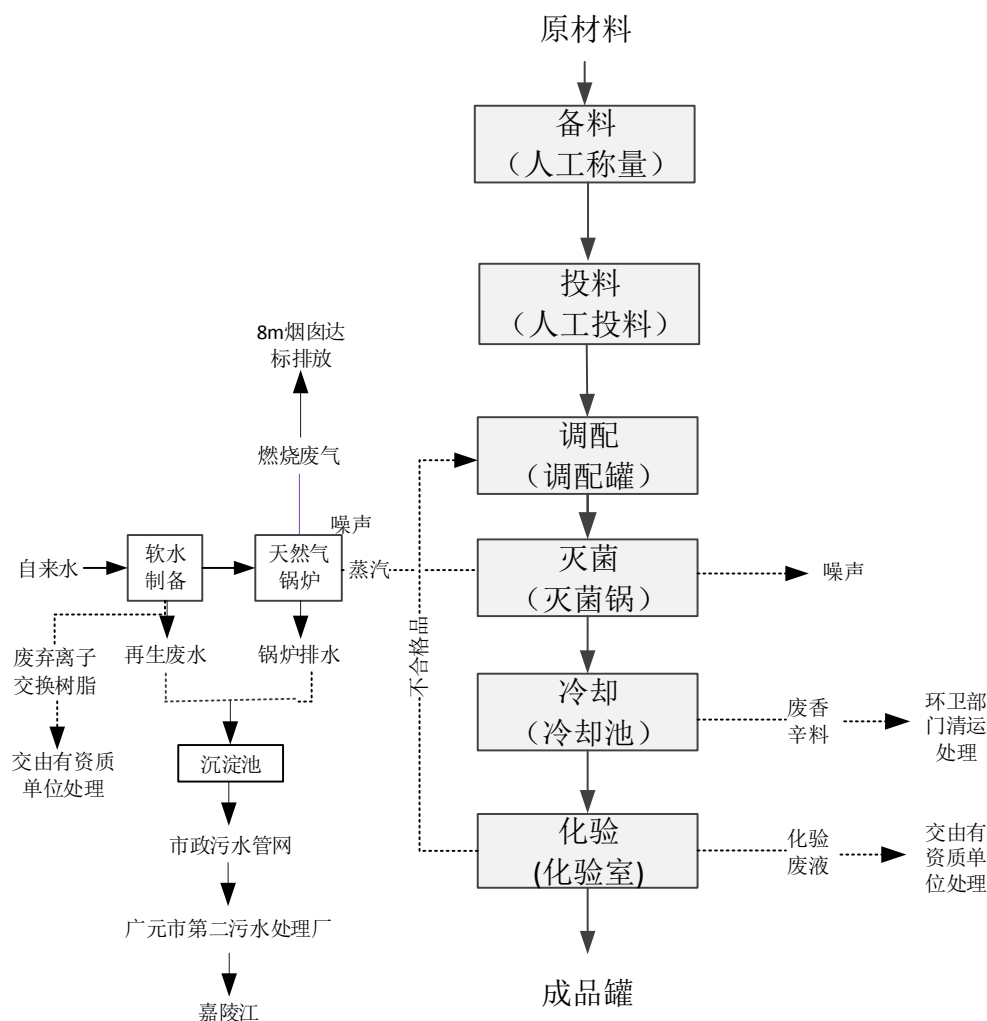 原材料
备料
（人工称量）
投料
（人工投料）
8m烟囱达
标排放
燃烧废气
调配
（调配罐）
噪声
自来水
软水
制备
天然气
锅炉
蒸汽
灭菌
（灭菌锅）
噪声
不合格品
废弃离子
交换树脂
再生废水
锅炉排水
冷却
（冷却池）
废香
辛料
环卫部
门清运
处理
交由有资质
单位处理
沉淀池
市政污水管网
化验
(化验室)
化验
废液
交由有
资质单
位处理
广元市第二污水处理厂
成品罐
嘉陵江